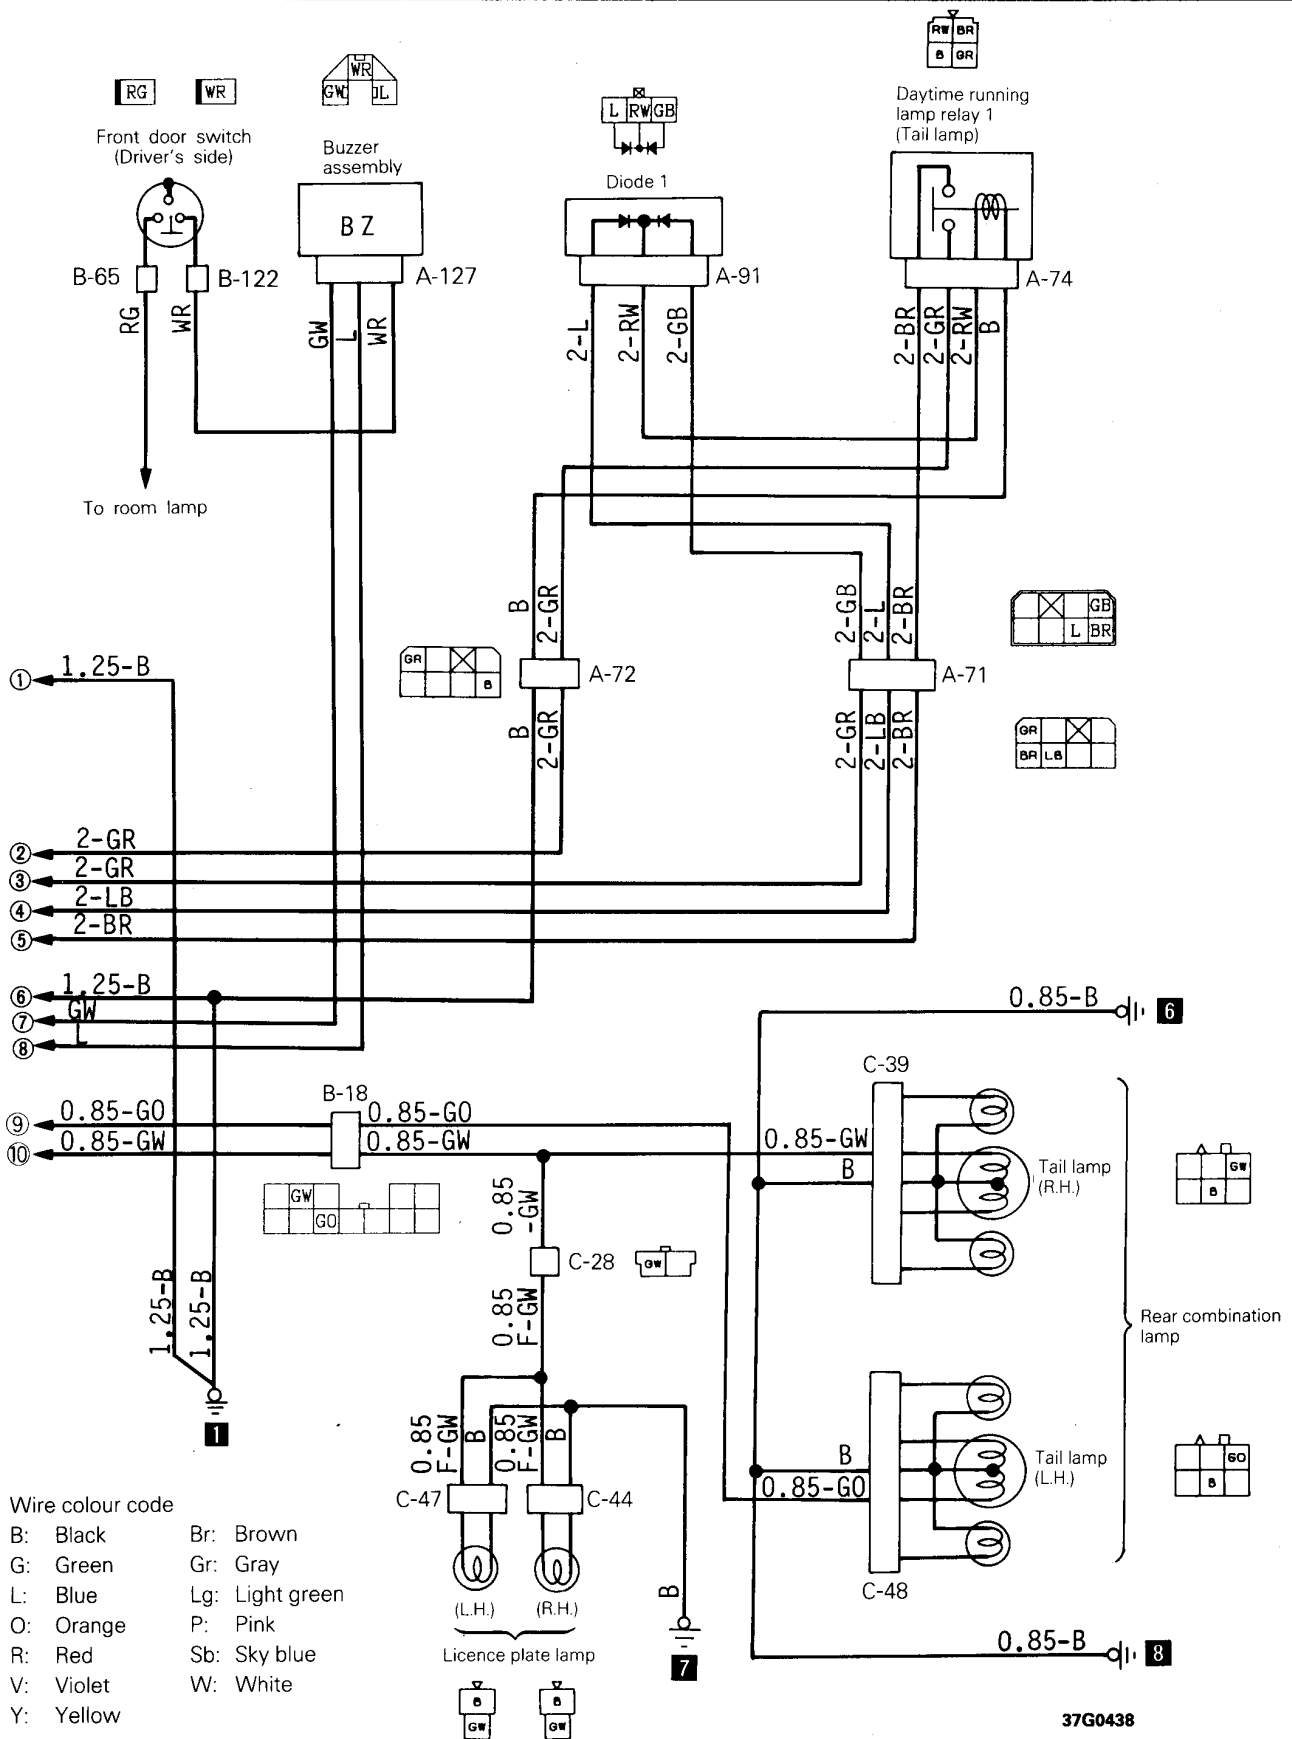 RW BR
B GR
RG
WR
WR
GW L
L RW GB
Daytime running
lamp relay 1
(Tail lamp)
Front door switch
(Driver's side)
Buzzer
assembly
Diode 1
B Z
B-65
B-122
A-127
A-91
A-74
RG
WR
GW
L
WR
2-L
2-RW
2-GB
2-BR
2-GR
2-RW
B
To room lamp
B
2-GR
2-GB
2-L
2-BR
GB
L BR
GR
B
A-72
A-71
B
2-GR
2-GR
2-LB
2-BR
GR
BR LB
1 1.25-B
2 2-GR
3 2-GR
4 2-LB
5 2-BR
6 1.25-B
7 GW
8 L
0.85-B 6
C-39
B-18
9 0.85-GO 0.85-GO
10 0.85-GW 0.85-GW
0.85-GW
B
Tail lamp
(R.H.)
GW
B
GW
GO
0.85
-GW
C-28
GW
0.85
F-GW
1.25-B
1.25-B
1
Rear combination
lamp
0.85
F-GW
B
0.85
F-GW
B
B
0.85-GO
Tail lamp
(L.H.)
GO
B
C-47
C-44
C-48
(L.H.)
(R.H.)
B
Licence plate lamp
7
0.85-B 8
B
GW
B
GW
Wire colour code
B: Black Br: Brown
G: Green Gr: Gray
L: Blue Lg: Light green
O: Orange P: Pink
R: Red Sb: Sky blue
V: Violet W: White
Y: Yellow
37G0438